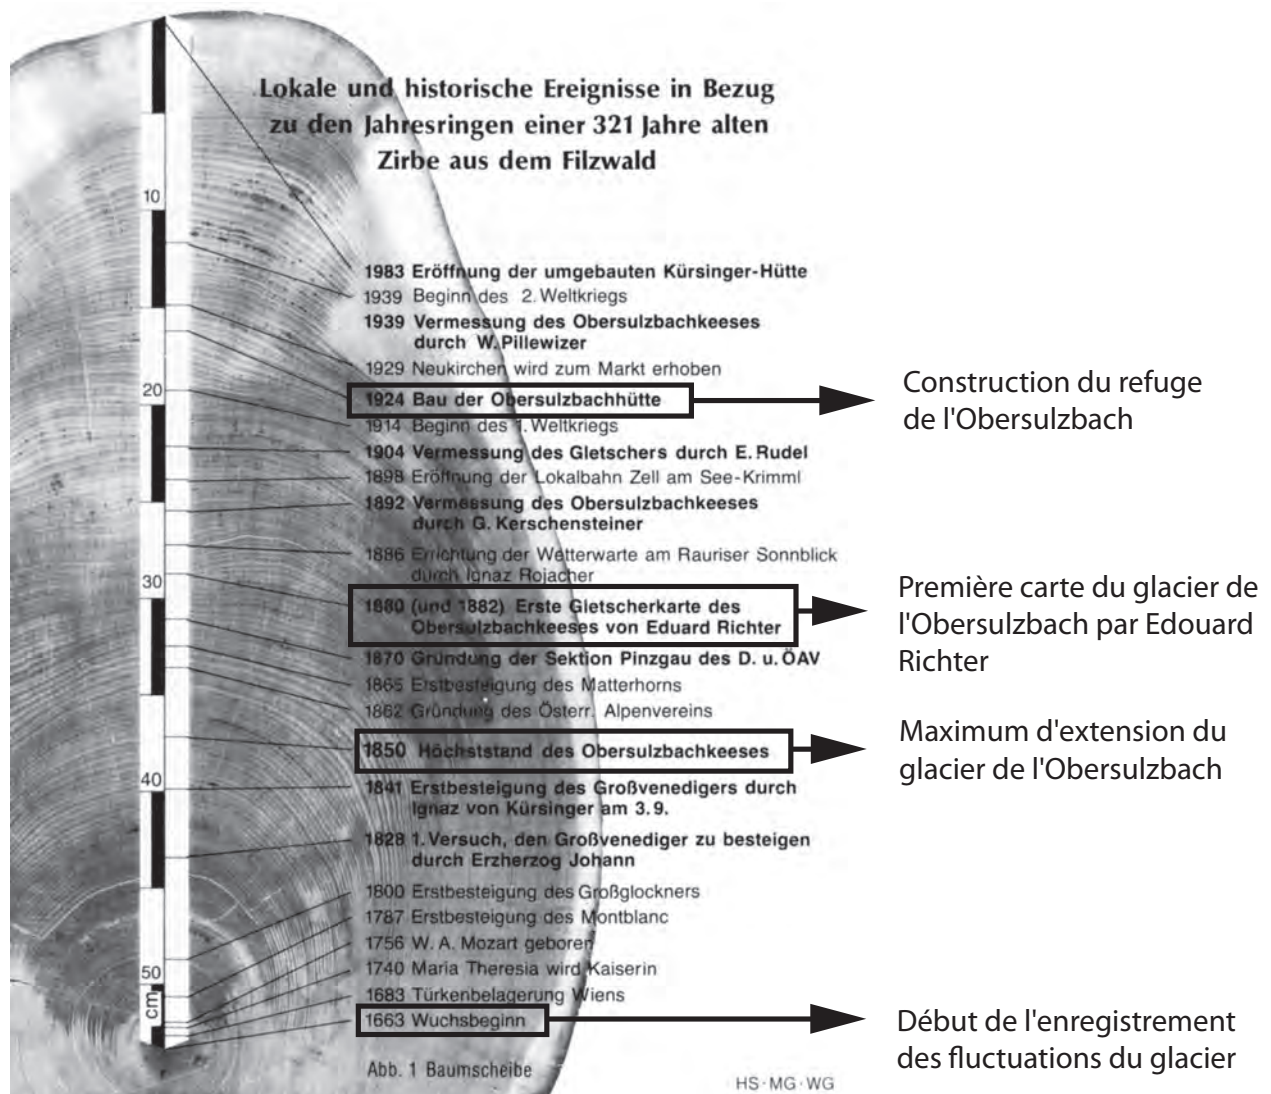 Lokale und historische Ereignisse in Bezug
zu den Jahresringen einer 321 Jahre alten
Zirbe aus dem Filzwald
10
20
30
40
50
cm
1983 Eröffnung der umgebauten Kürsinger-Hütte
1939 Beginn des 2. Weltkriegs
1939 Vermessung des Obersulzbachkeeses
durch W. Pillewizer
1929 Neukirchen wird zum Markt erhoben
1924 Bau der Obersulzbachhütte
1914 Beginn des 1. Weltkriegs
1904 Vermessung des Gletschers durch E. Rudel
1898 Eröffnung der Lokalbahn Zell am See-Krimml
1892 Vermessung des Obersulzbachkeeses
durch G. Kerschensteiner
1886 Errichtung der Wetterwarte am Rauriser Sonnblick
durch Ignaz Rojacher
1880 (und 1882) Erste Gletscherkarte des
Obersulzbachkeeses von Eduard Richter
1870 Gründung der Sektion Pinzgau des D. u. ÖAV
1865 Erstbesteigung des Matterhorns
1862 Gründung des Österr. Alpenvereins
1850 Höchststand des Obersulzbachkeeses
1841 Erstbesteigung des Großvenedigers durch
Ignaz von Kürsinger am 3.9.
1828 1. Versuch, den Großvenediger zu besteigen
durch Erzherzog Johann
1800 Erstbesteigung des Großglockners
1787 Erstbesteigung des Montblanc
1756 W. A. Mozart geboren
1740 Maria Theresia wird Kaiserin
1683 Türkenbelagerung Wiens
1663 Wuchsbeginn
Abb. 1 Baumscheibe
HS·MG·WG
Construction du refuge
de l'Obersulzbach
Première carte du glacier de
l'Obersulzbach par Edouard
Richter
Maximum d'extension du
glacier de l'Obersulzbach
Début de l'enregistrement
des fluctuations du glacier